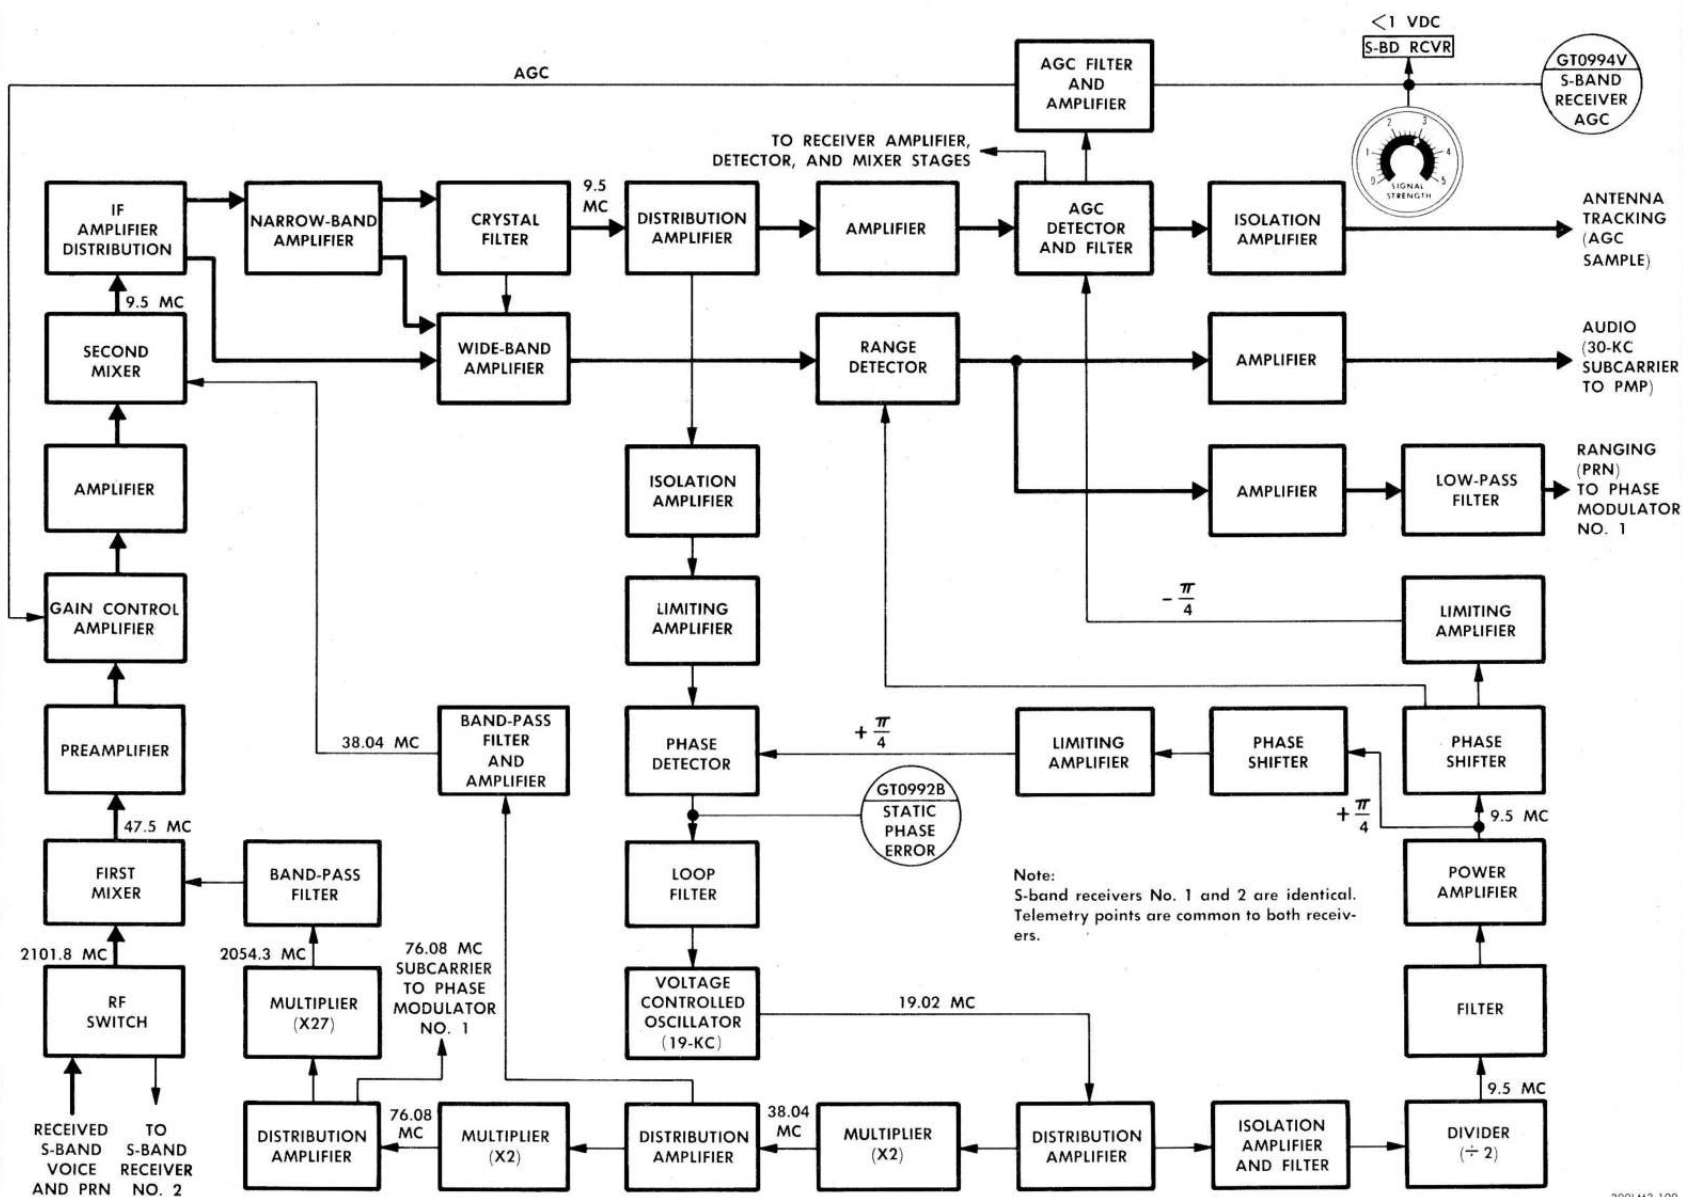 <1 VDC
S-BD RCVR
GT0994V
S-BAND
RECEIVER
AGC
AGC
AGC FILTER
AND
AMPLIFIER
0 1 2 3 4 5
SIGNAL
STRENGTH
TO RECEIVER AMPLIFIER,
DETECTOR, AND MIXER STAGES
IF
AMPLIFIER
DISTRIBUTION
NARROW-BAND
AMPLIFIER
CRYSTAL
FILTER
9.5
MC
DISTRIBUTION
AMPLIFIER
AMPLIFIER
AGC
DETECTOR
AND FILTER
ISOLATION
AMPLIFIER
ANTENNA
TRACKING
(AGC
SAMPLE)
9.5 MC
SECOND
MIXER
WIDE-BAND
AMPLIFIER
RANGE
DETECTOR
AMPLIFIER
AUDIO
(30-KC
SUBCARRIER
TO PMP)
AMPLIFIER
ISOLATION
AMPLIFIER
AMPLIFIER
LOW-PASS
FILTER
RANGING
(PRN)
TO PHASE
MODULATOR
NO. 1
GAIN CONTROL
AMPLIFIER
LIMITING
AMPLIFIER
- π/4
LIMITING
AMPLIFIER
PREAMPLIFIER
38.04 MC
BAND-PASS
FILTER
AND
AMPLIFIER
PHASE
DETECTOR
+ π/4
LIMITING
AMPLIFIER
PHASE
SHIFTER
PHASE
SHIFTER
47.5 MC
GT0992B
STATIC
PHASE
ERROR
+ π/4
9.5 MC
FIRST
MIXER
BAND-PASS
FILTER
LOOP
FILTER
Note:
S-band receivers No. 1 and 2 are identical.
Telemetry points are common to both receiv-
ers.
POWER
AMPLIFIER
2101.8 MC
2054.3 MC
76.08 MC
SUBCARRIER
TO PHASE
MODULATOR
NO. 1
RF
SWITCH
MULTIPLIER
(X27)
VOLTAGE
CONTROLLED
OSCILLATOR
(19-KC)
19.02 MC
FILTER
9.5 MC
RECEIVED
S-BAND
VOICE
AND PRN
TO
S-BAND
RECEIVER
NO. 2
DISTRIBUTION
AMPLIFIER
76.08
MC
MULTIPLIER
(X2)
DISTRIBUTION
AMPLIFIER
38.04
MC
MULTIPLIER
(X2)
DISTRIBUTION
AMPLIFIER
ISOLATION
AMPLIFIER
AND FILTER
DIVIDER
(÷ 2)